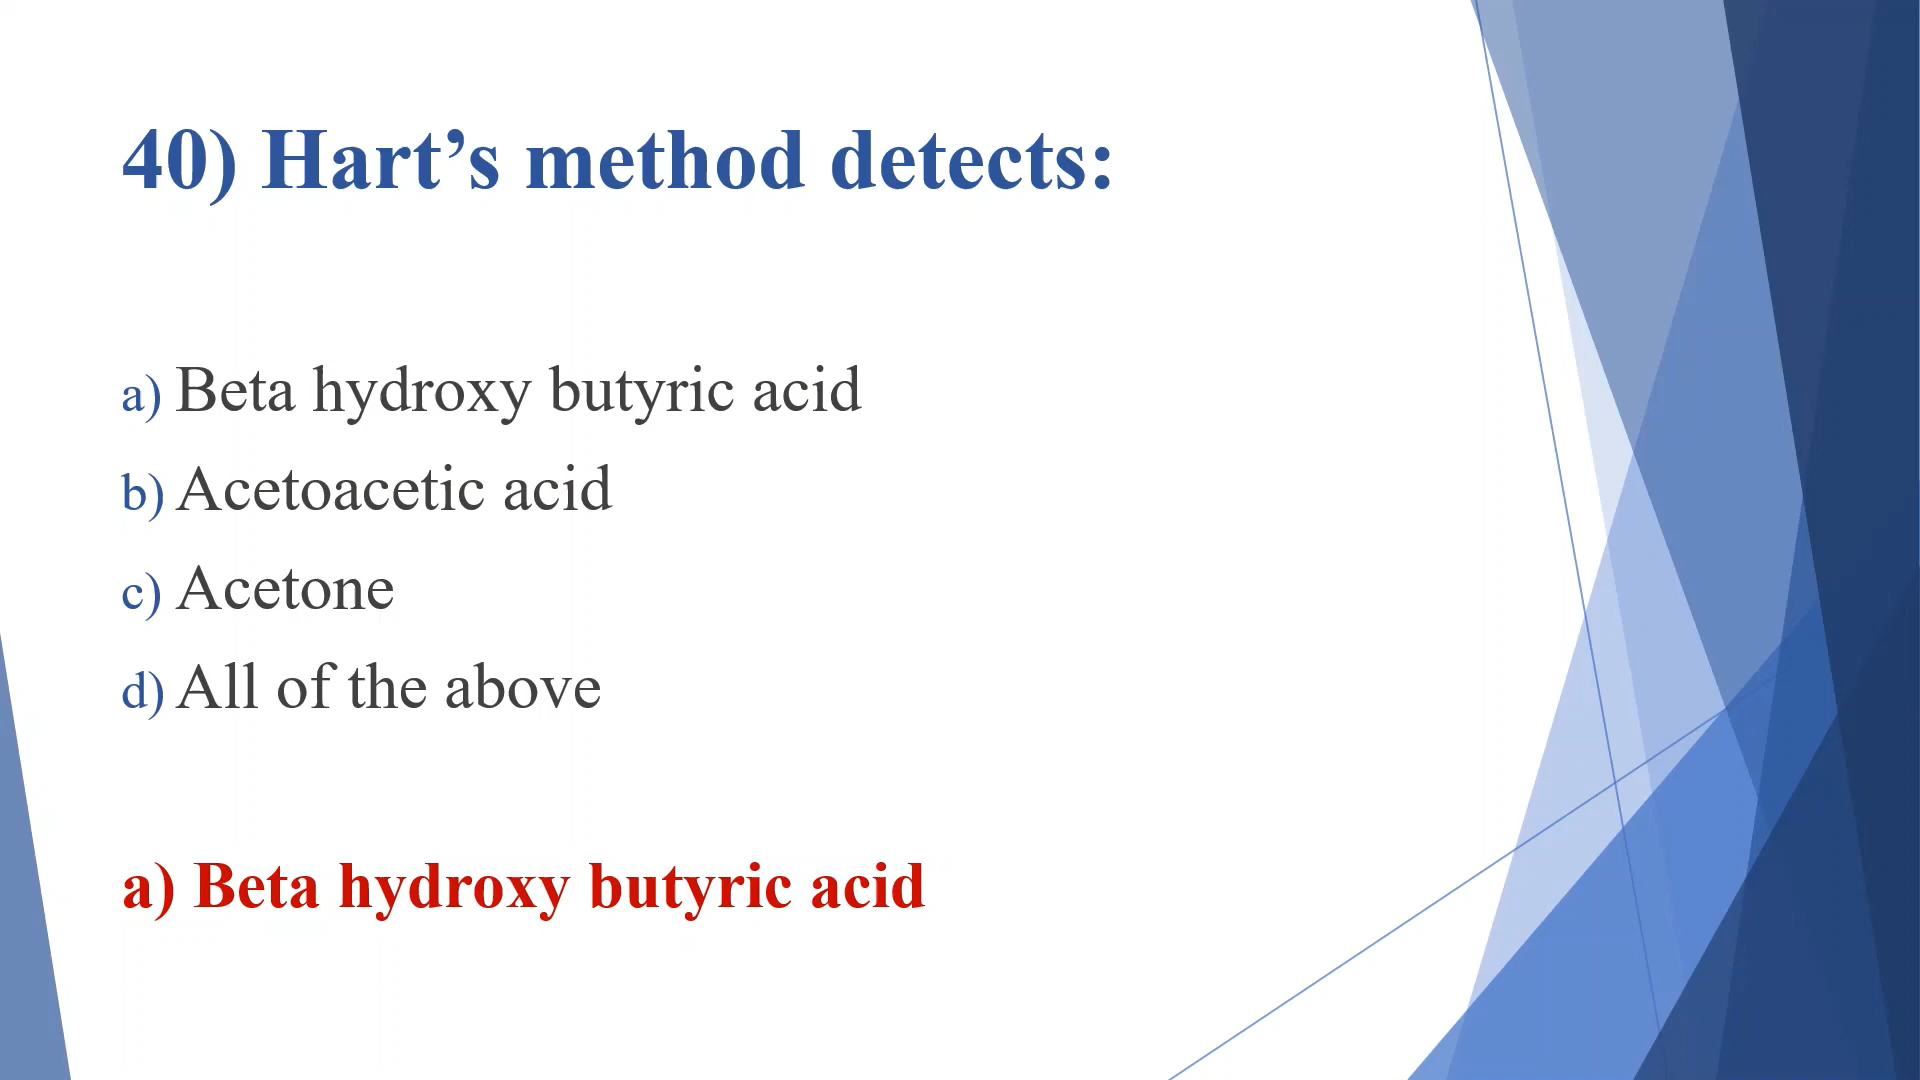 40) Hart’s method detects:
a) Beta hydroxy butyric acid
b) Acetoacetic acid
c) Acetone
d) All of the above
a) Beta hydroxy butyric acid